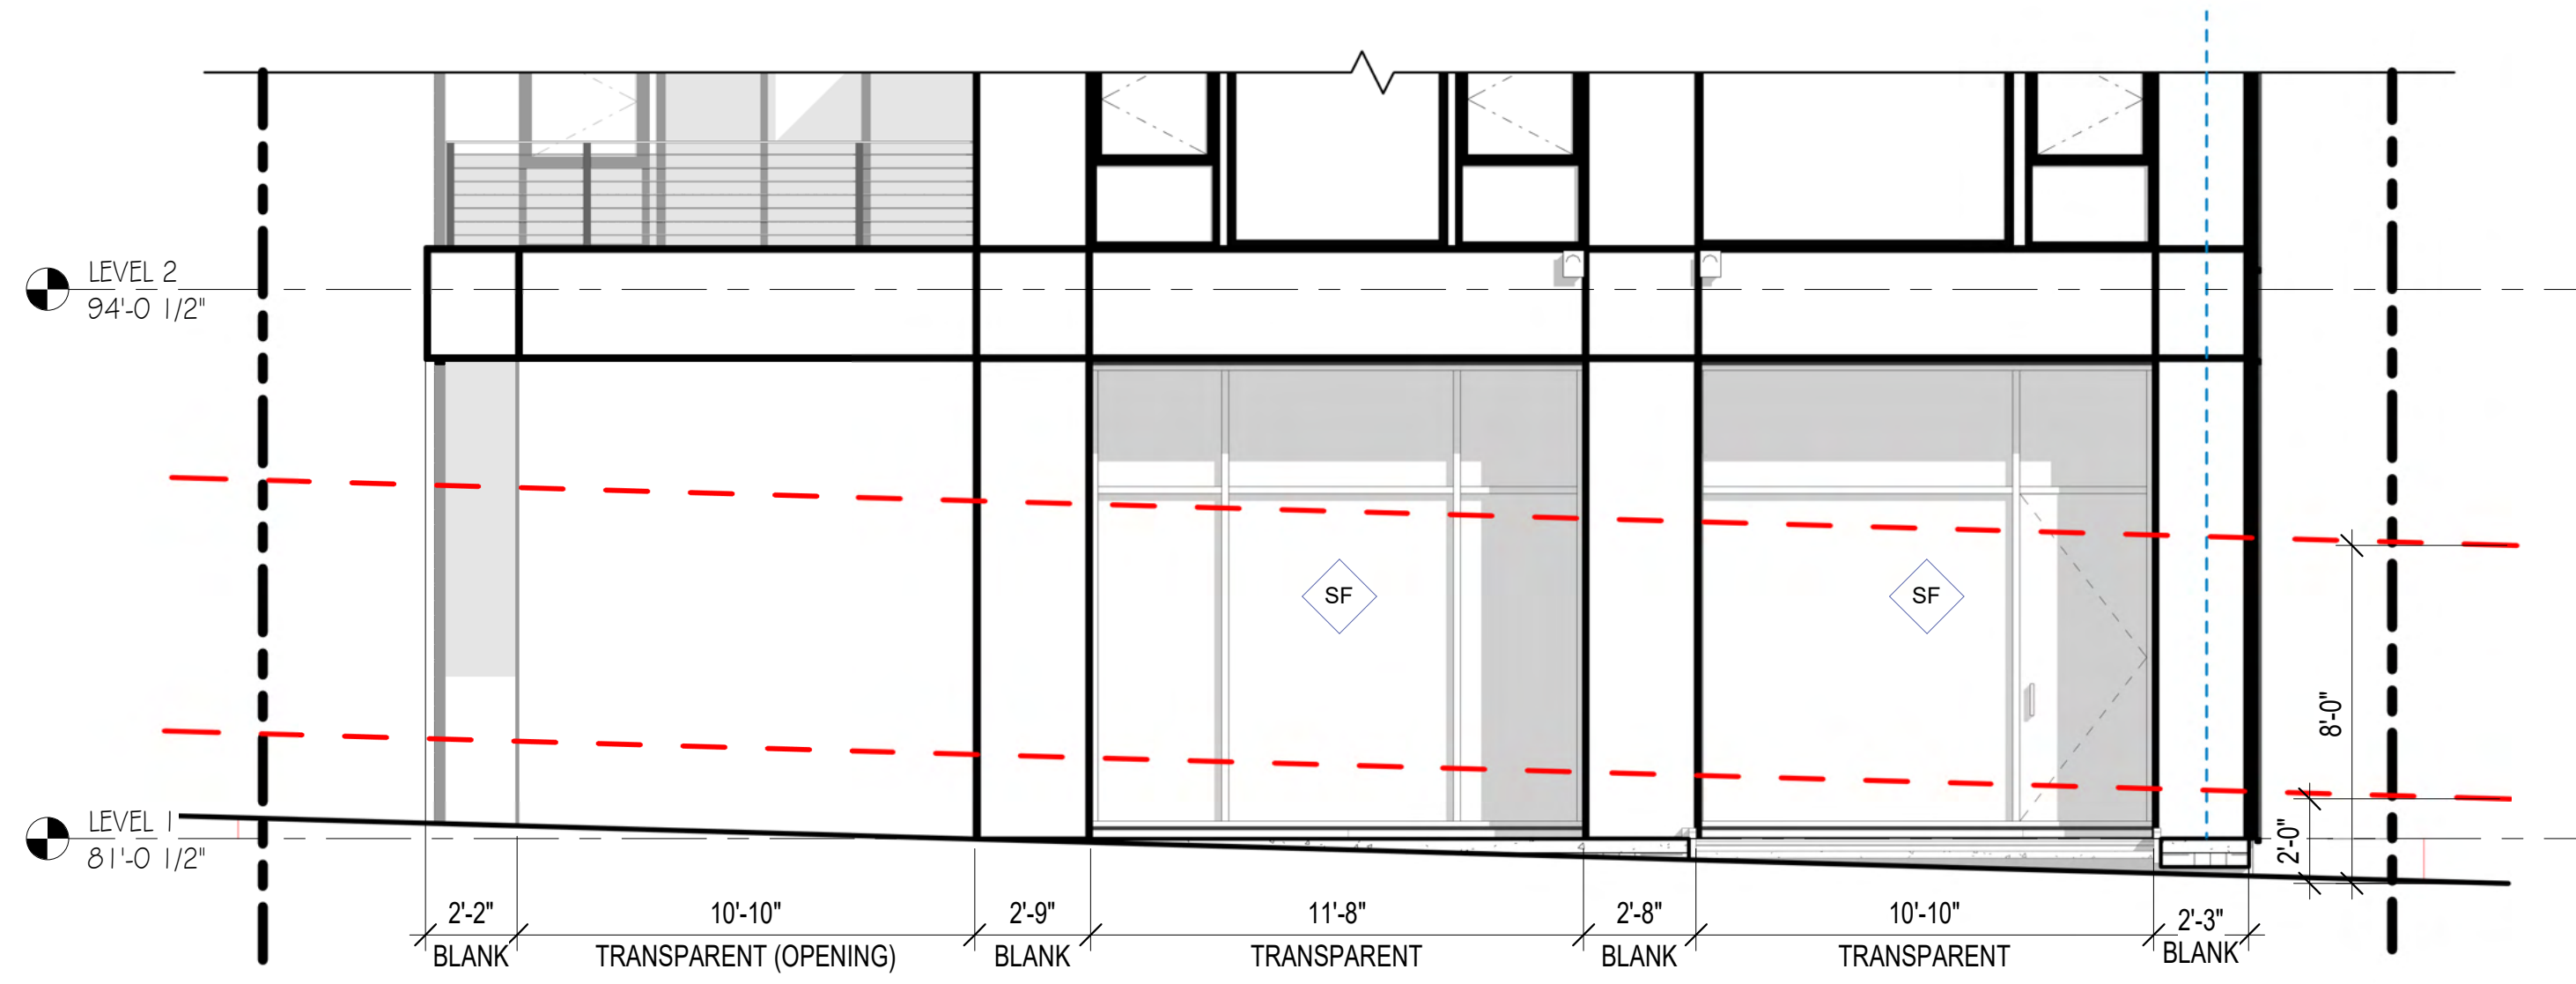 LEVEL 2
94'-0 1/2"
SF
SF
8'-0"
LEVEL 1
81'-0 1/2"
2'-0"
2'-2"
10'-10"
2'-9"
11'-8"
2'-8"
10'-10"
2'-3"
BLANK
TRANSPARENT (OPENING)
BLANK
TRANSPARENT
BLANK
TRANSPARENT
BLANK